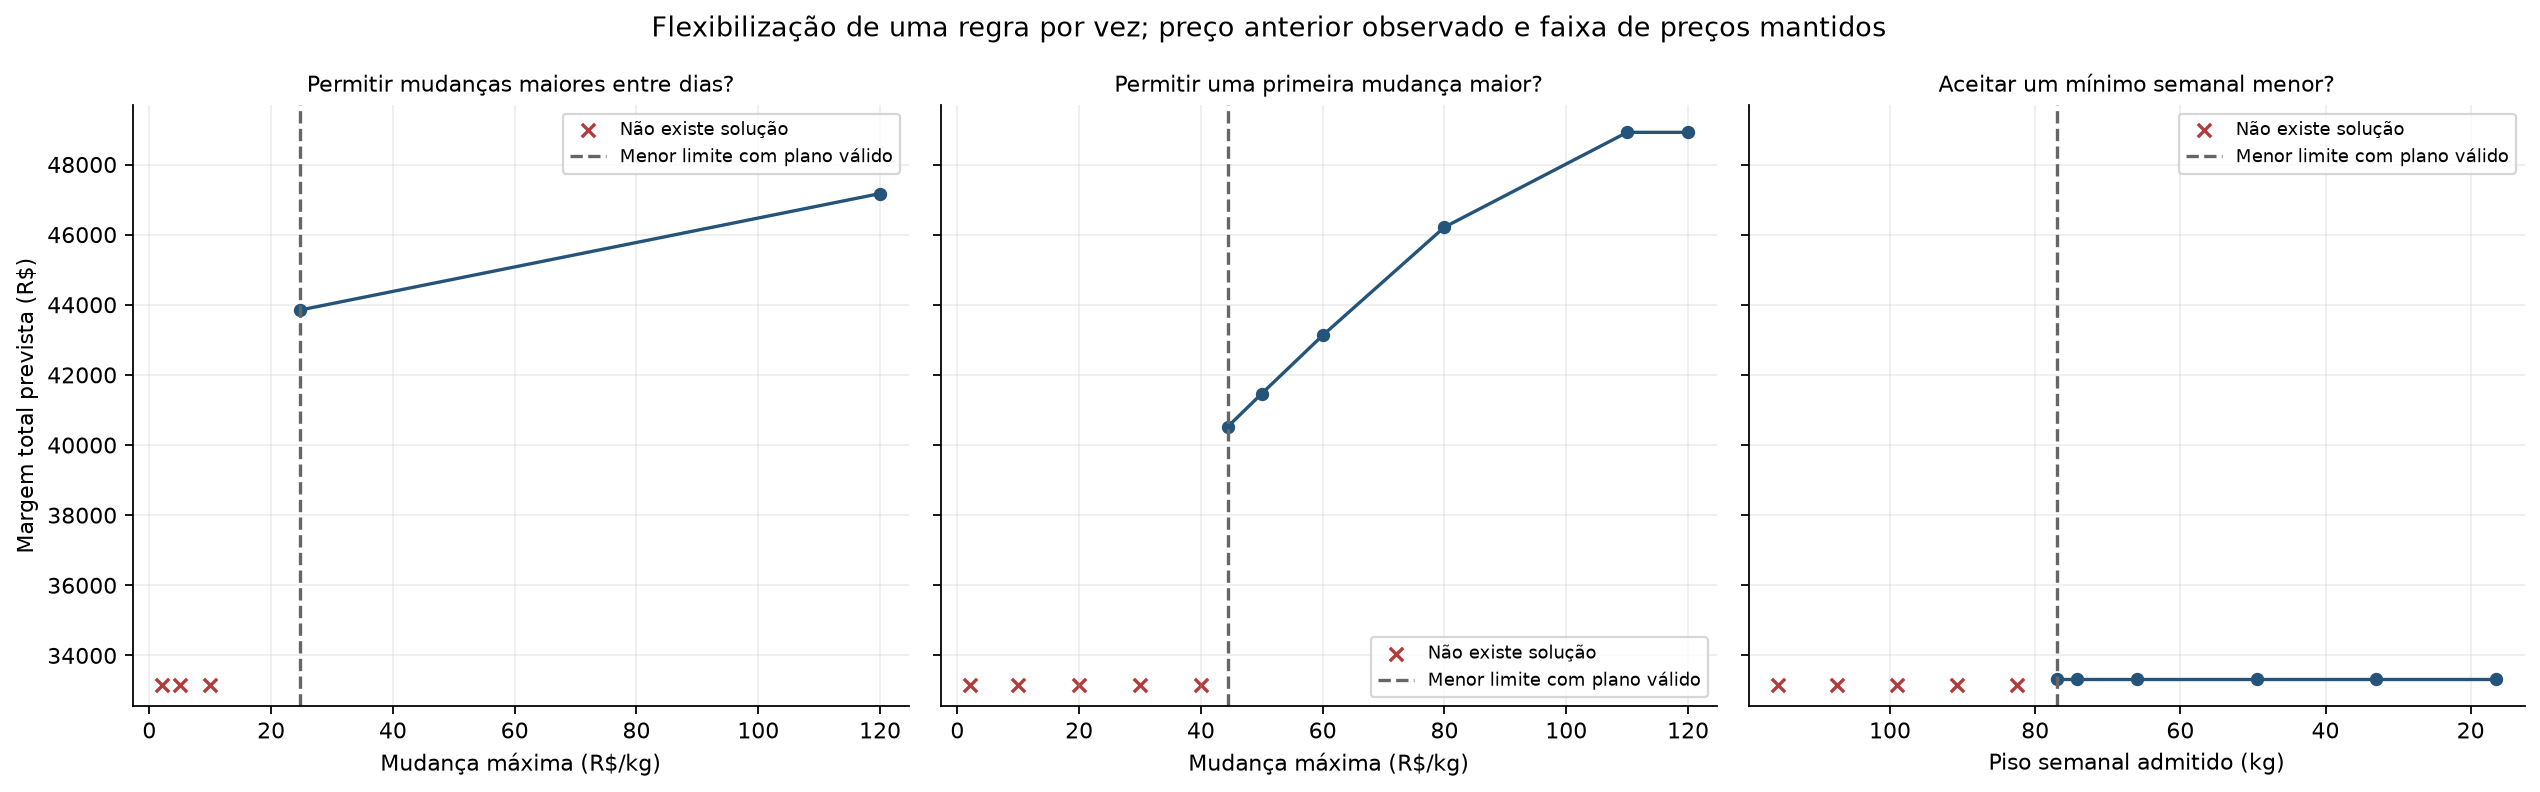 Flexibilização de uma regra por vez; preço anterior observado e faixa de preços mantidos
Permitir mudanças maiores entre dias?
Não existe solução
Menor limite com plano válido
48000
46000
44000
42000
40000
38000
36000
34000
Margem total prevista (R$)
0 20 40 60 80 100 120
Mudança máxima (R$/kg)
Permitir uma primeira mudança maior?
Não existe solução
Menor limite com plano válido
0 20 40 60 80 100 120
Mudança máxima (R$/kg)
Aceitar um mínimo semanal menor?
Não existe solução
Menor limite com plano válido
100 80 60 40 20
Piso semanal admitido (kg)